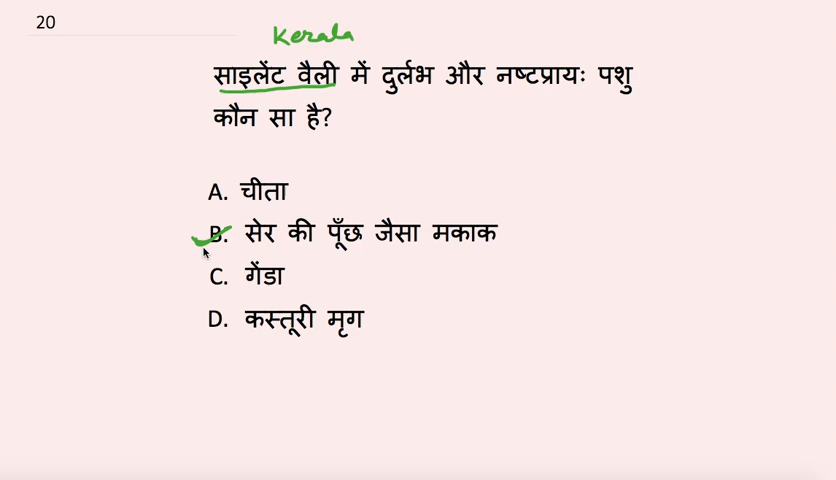 20
Kerala
साइलेंट वैली में दुर्लभ और नष्टप्रायः पशु
कौन सा है?
A. चीता
B. सेर की पूँछ जैसा मकाक
C. गेंडा
D. कस्तूरी मृग